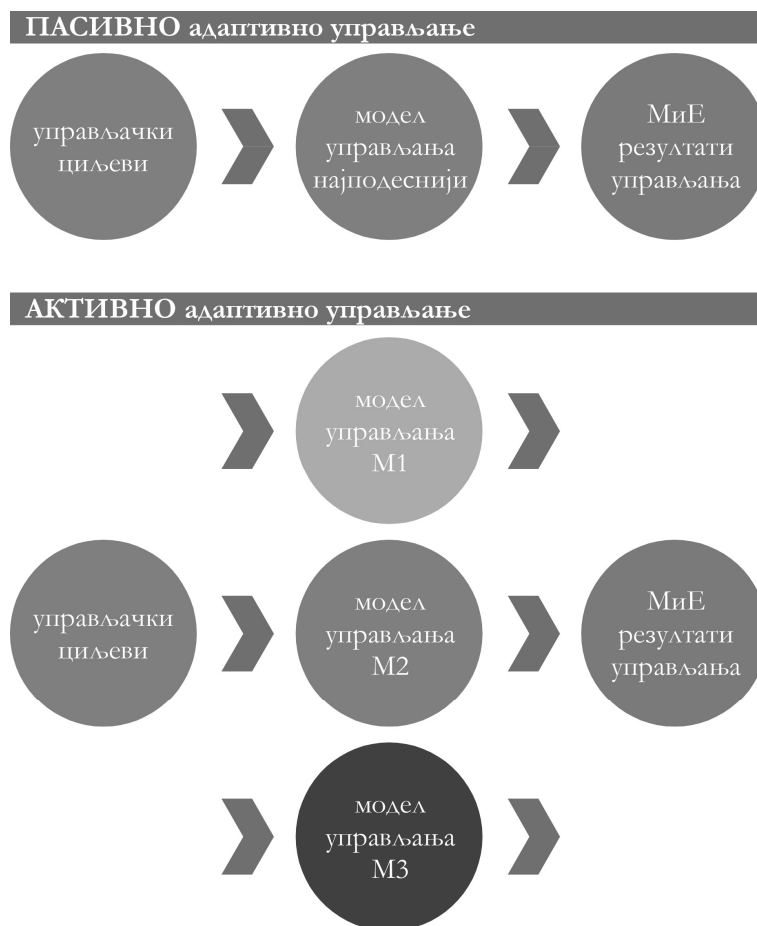 ПАСИВНО адаптивно управљање
управљачки
циљеви
модел
управљања
најподеснији
МиЕ
резултати
управљања
АКТИВНО адаптивно управљање
модел
управљања
М1
управљачки
циљеви
модел
управљања
М2
МиЕ
резултати
управљања
модел
управљања
М3